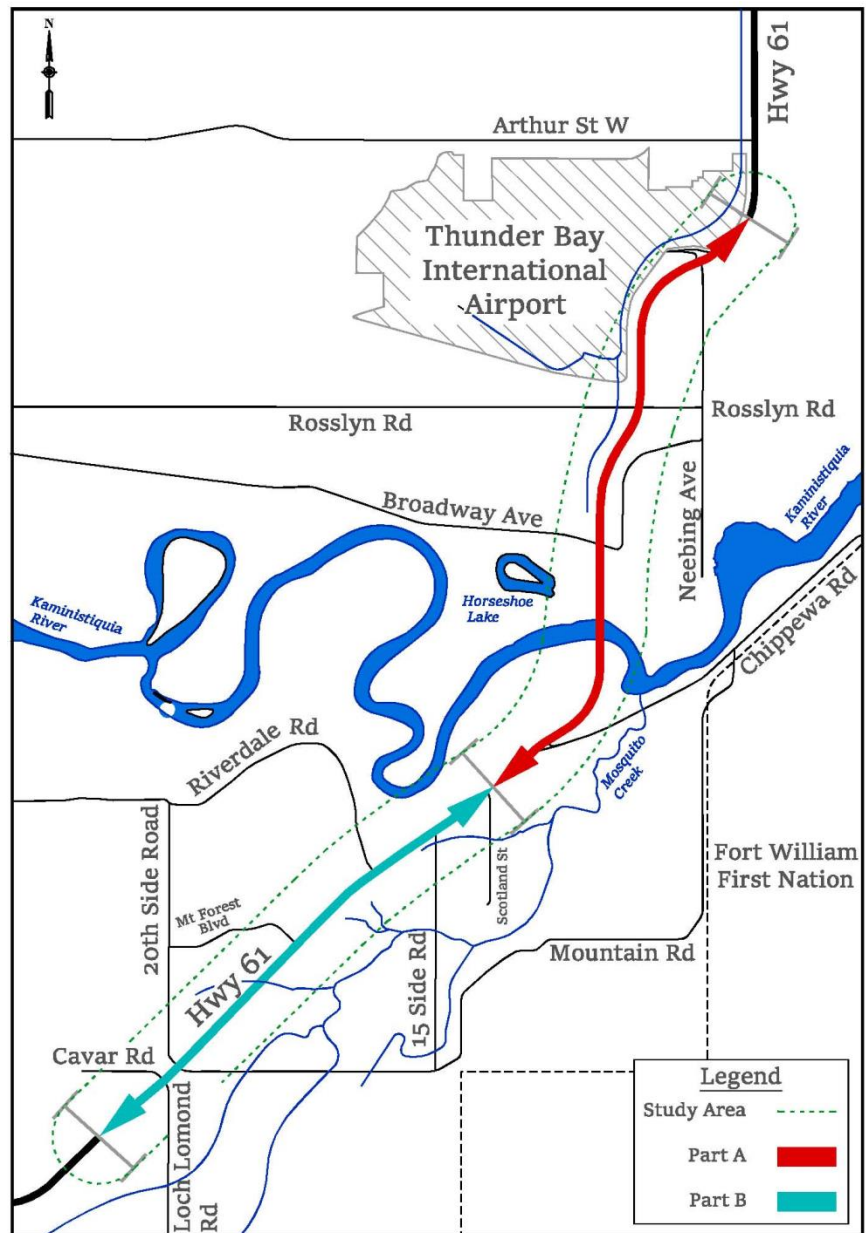 N
Hwy 61
Arthur St W
Thunder Bay
International
Airport
Rosslyn Rd
Rosslyn Rd
Broadway Ave
Neebing Ave
Kaministiquia
River
Horseshoe
Lake
Kaministiquia
River
Chippewa Rd
Riverdale Rd
Mosquito
Creek
20th Side Road
Scotland St
Fort William
First Nation
Mt Forest
Blvd
Hwy 61
15 Side Rd
Mountain Rd
Cavar Rd
Loch Lomond
Rd
Legend
Study Area
Part A
Part B